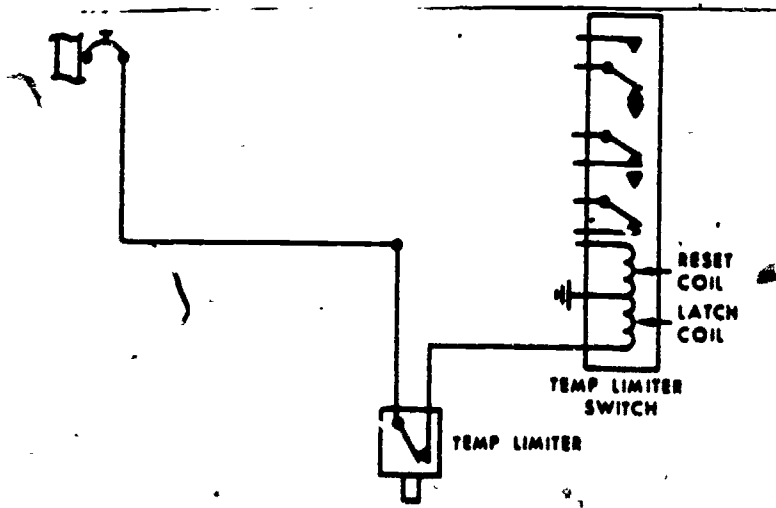 RESET
COIL
LATCH
COIL
TEMP LIMITER
SWITCH
TEMP LIMITER